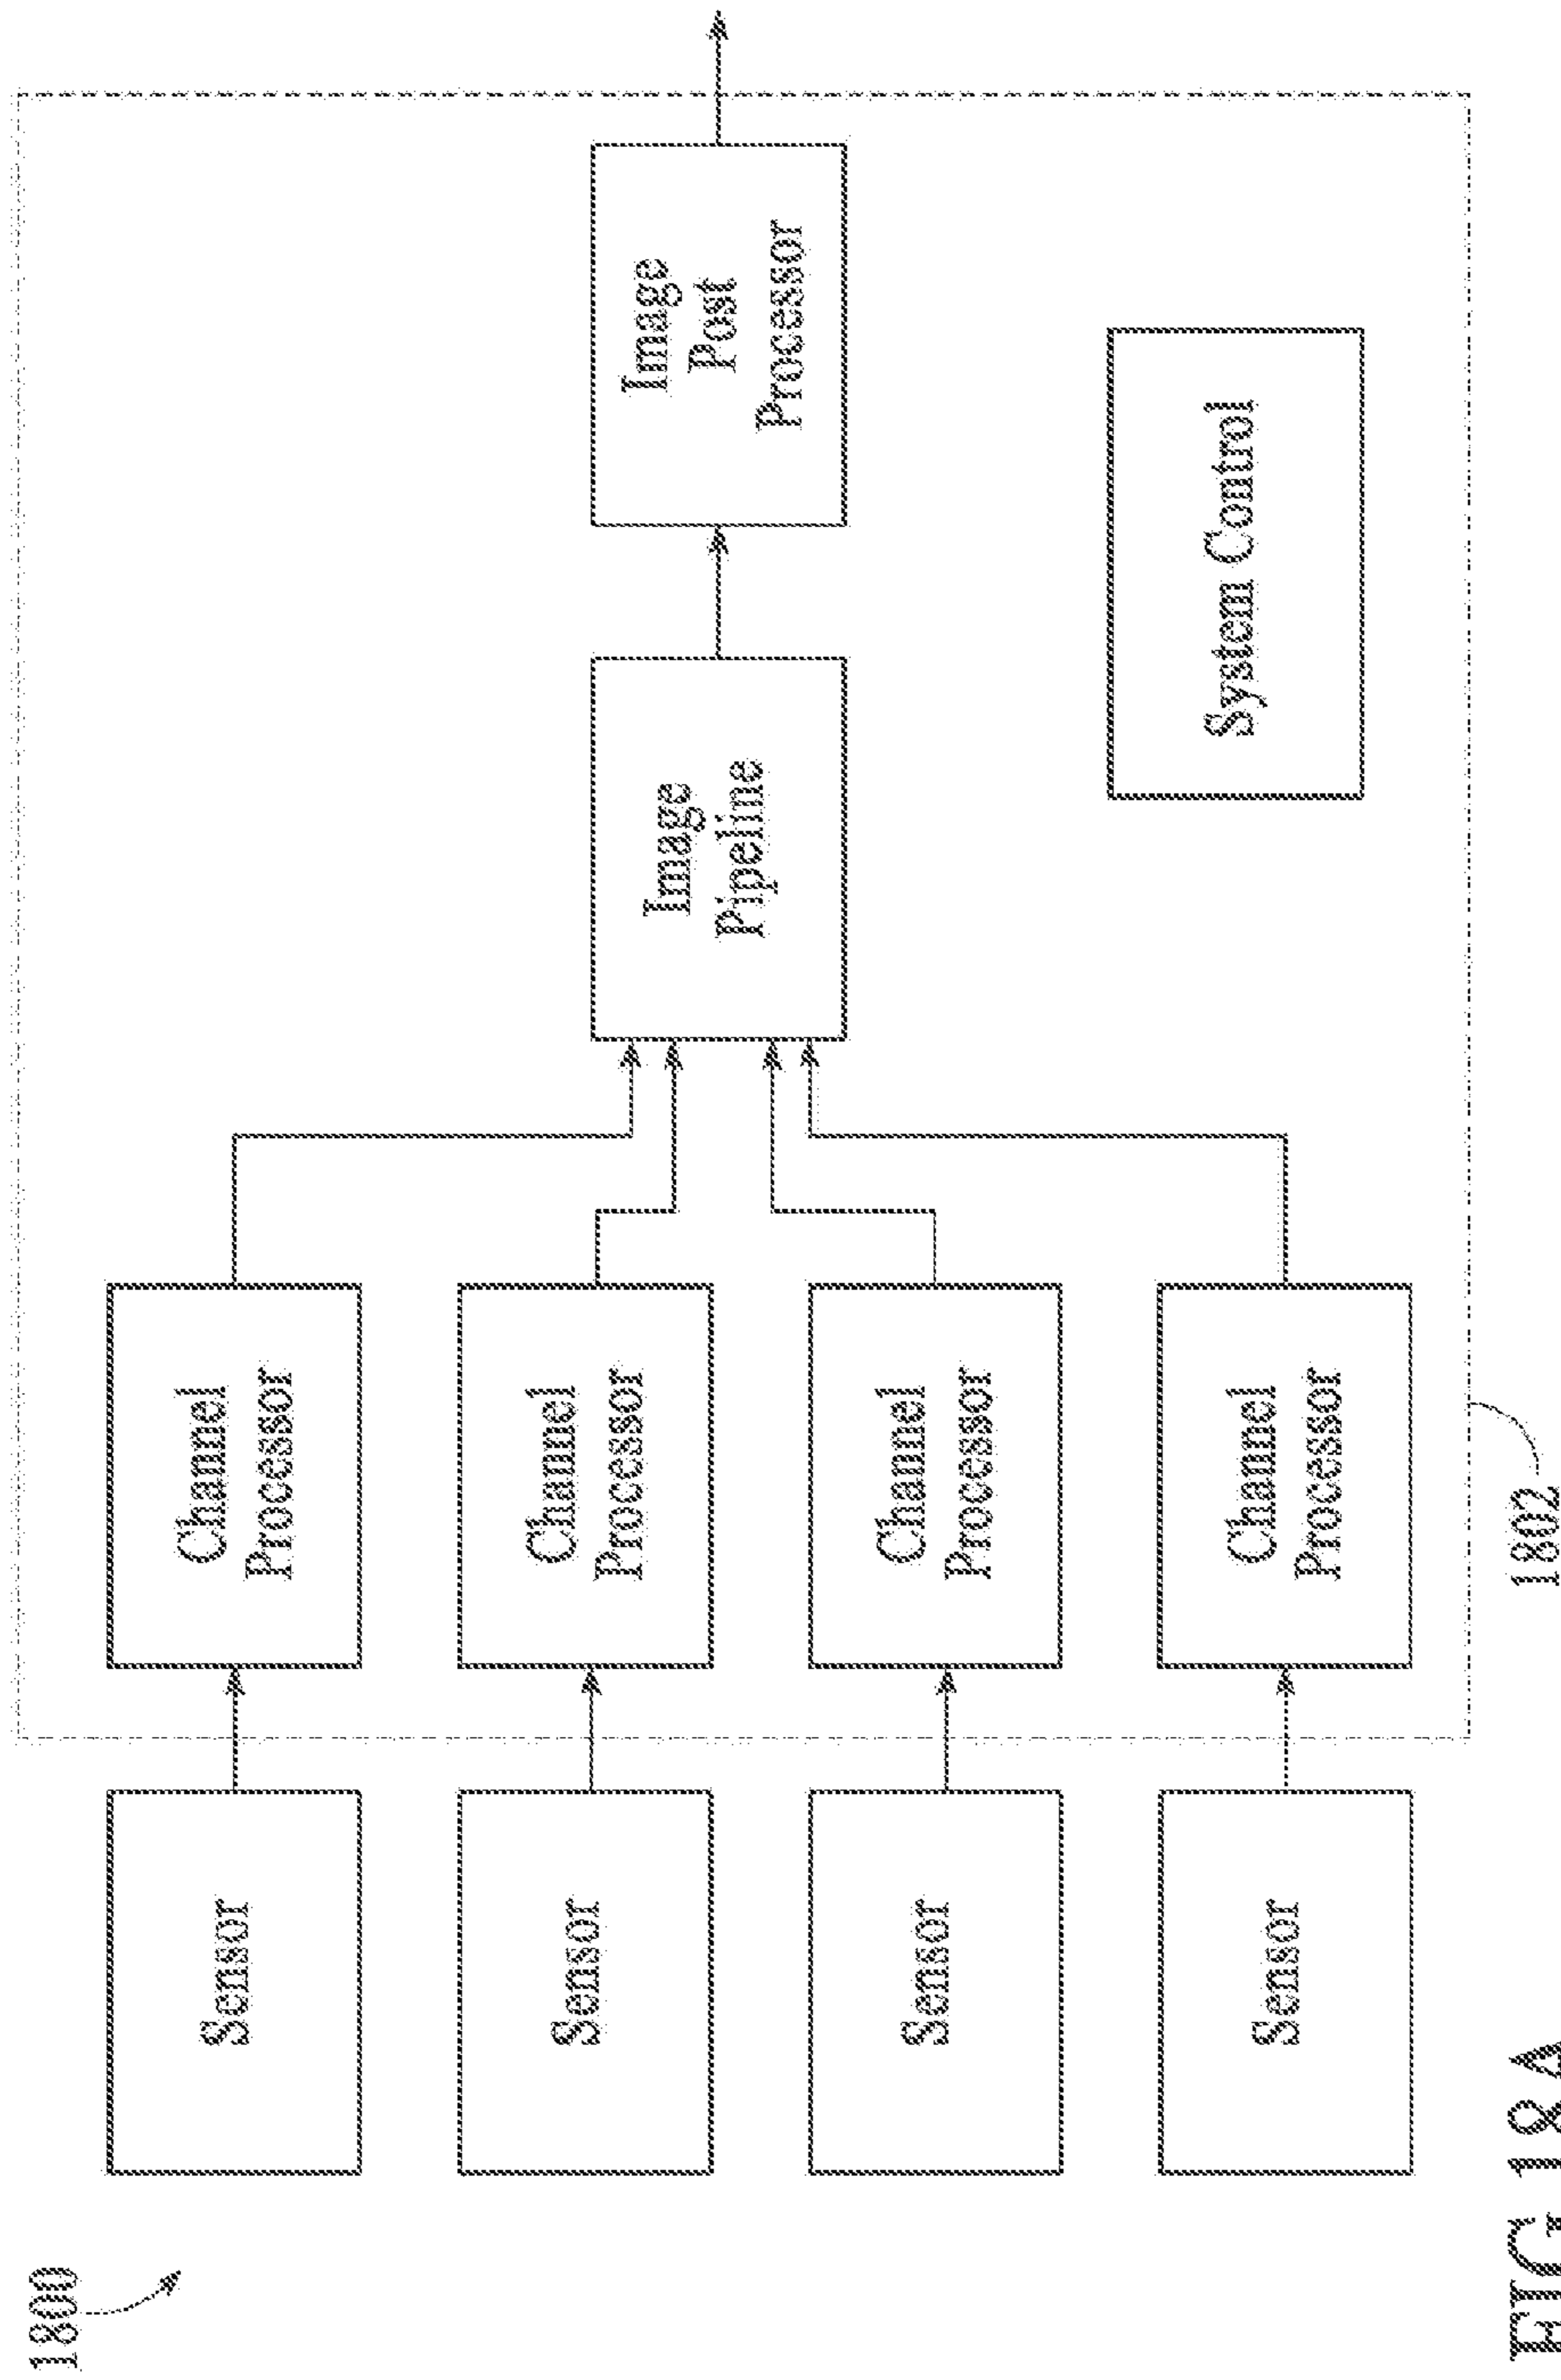 1800
Sensor
Sensor
Sensor
Sensor
Channel
Processor
Channel
Processor
Channel
Processor
Channel
Processor
Image
Pipeline
Image
Post
Processor
System Control
1802
FIG 18A